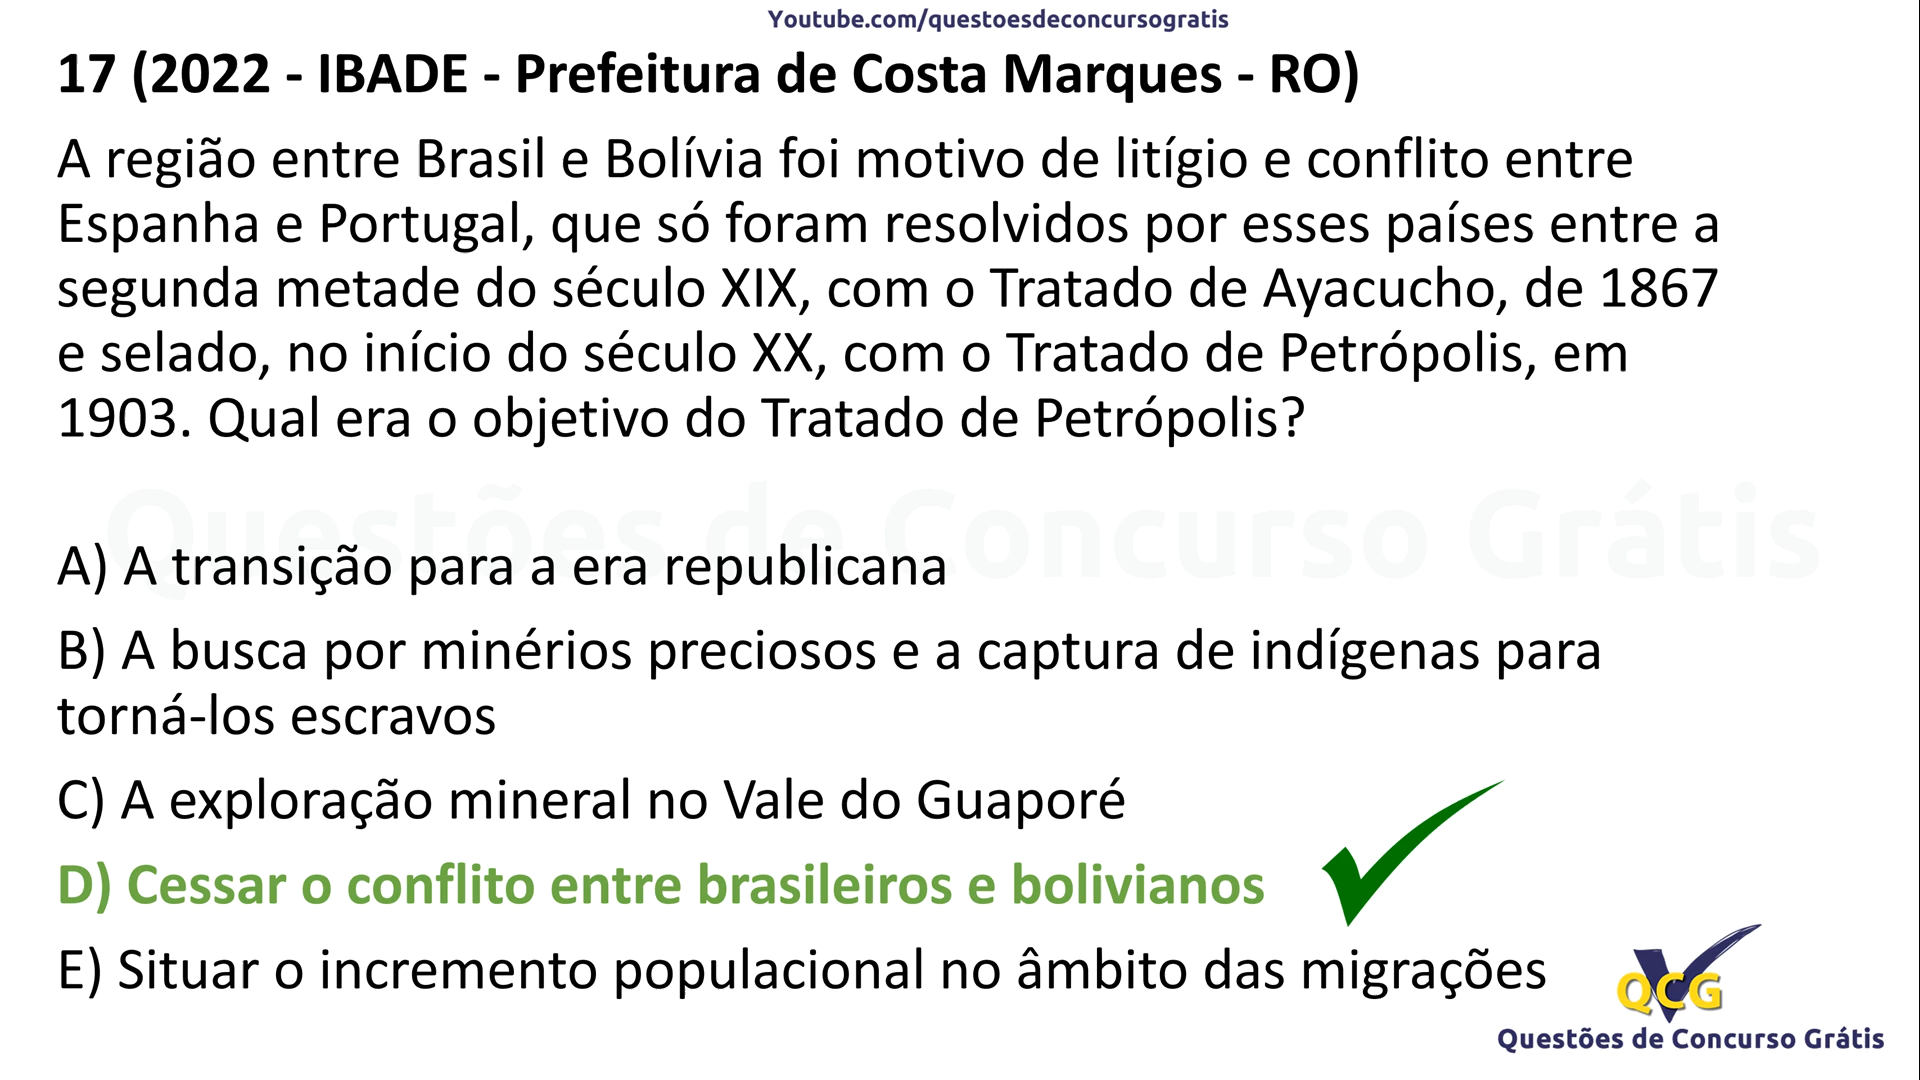 Youtube.com/questoesdeconcursogratis
17 (2022 - IBADE - Prefeitura de Costa Marques - RO)
A região entre Brasil e Bolívia foi motivo de litígio e conflito entre
Espanha e Portugal, que só foram resolvidos por esses países entre a
segunda metade do século XIX, com o Tratado de Ayacucho, de 1867
e selado, no início do século XX, com o Tratado de Petrópolis, em
1903. Qual era o objetivo do Tratado de Petrópolis?
Questões de Concurso Grátis
A) A transição para a era republicana
B) A busca por minérios preciosos e a captura de indígenas para
torná-los escravos
C) A exploração mineral no Vale do Guaporé
D) Cessar o conflito entre brasileiros e bolivianos
E) Situar o incremento populacional no âmbito das migrações
QCG
Questões de Concurso Grátis